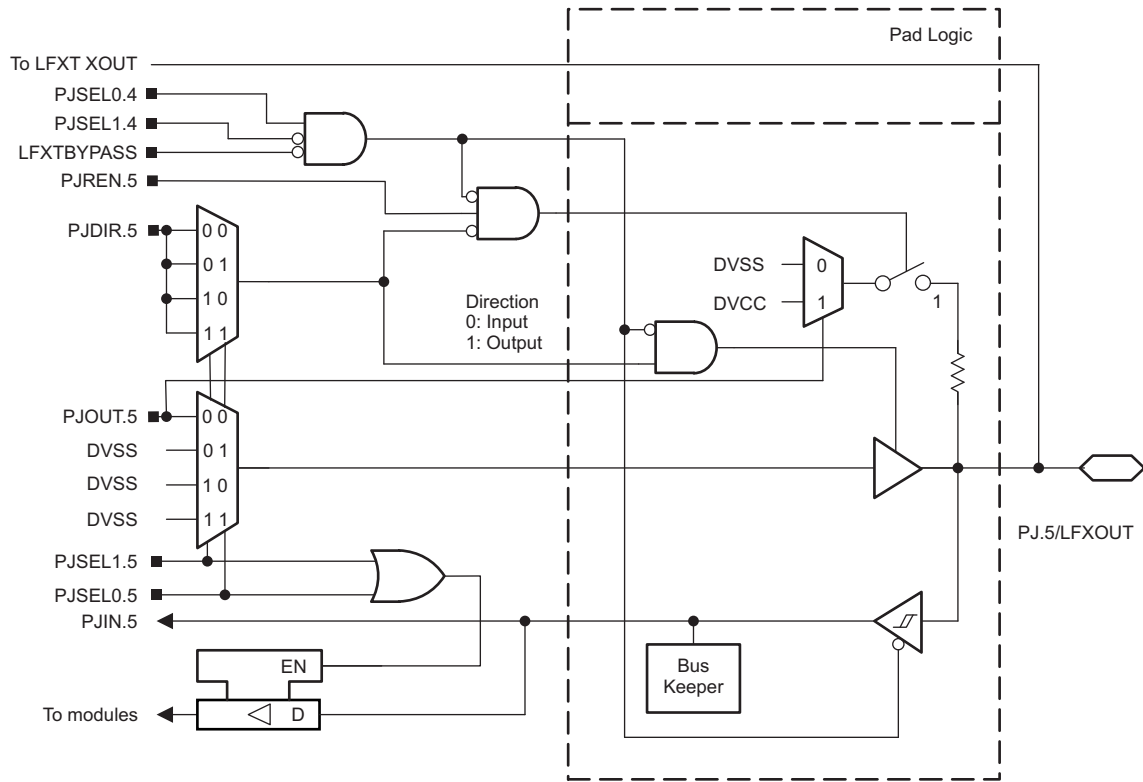 Pad Logic
To LFXT XOUT
PJSEL0.4
PJSEL1.4
LFXTBYPASS
PJREN.5
PJDIR.5
0 0
0 1
1 0
1 1
Direction
0: Input
1: Output
DVSS
0
DVCC
1
1
PJOUT.5
0 0
DVSS
0 1
DVSS
1 0
DVSS
1 1
PJ.5/LFXOUT
PJSEL1.5
PJSEL0.5
PJIN.5
Bus
Keeper
EN
To modules
D